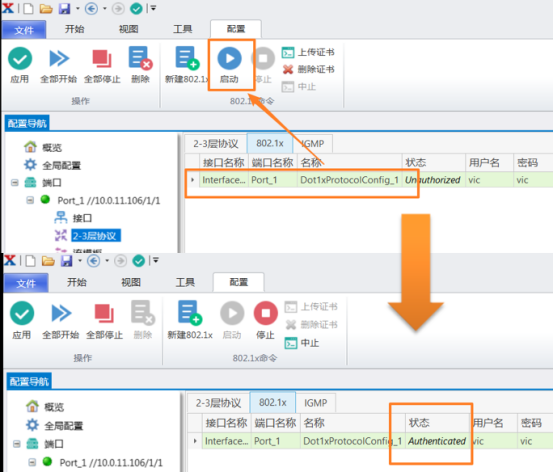 文件 开始 视图 工具 配置
应用 全部开始 全部停止 删除 新建802.1x 启动 停止 上传证书
删除证书
中止
操作 802.1x命令
配置导航
概览
全局配置
端口
Port_1 //10.0.11.106/1/1
接口
2-3层协议
2-3层协议 802.1x IGMP
接口名称 端口名称 名称 状态 用户名 密码
Interface... Port_1 Dot1xProtocolConfig_1 Unauthorized vic vic
文件 开始 视图 工具 配置
应用 全部开始 全部停止 删除 新建802.1x 启动 停止 上传证书
删除证书
中止
操作 802.1x命令
配置导航
概览
全局配置
端口
Port_1 //10.0.11.106/1/1
2-3层协议 802.1x IGMP
接口名称 端口名称 名称 状态 用户名 密码
Interface... Port_1 Dot1xProtocolConfig_1 Authenticated vic vic